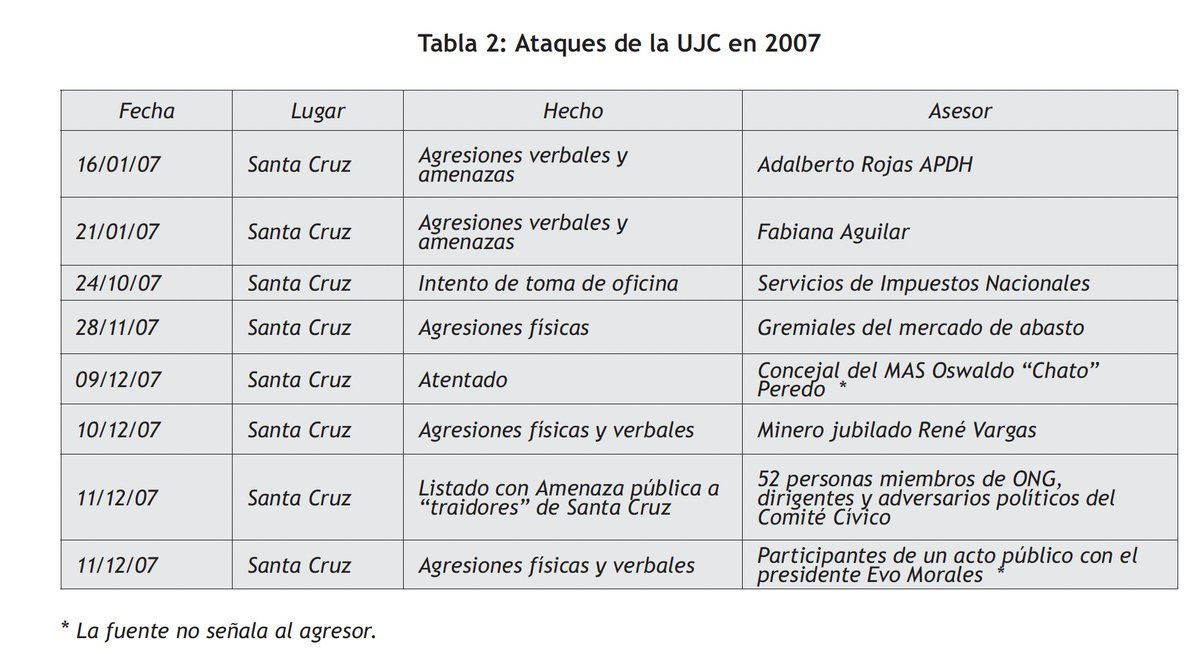 Tabla 2: Ataques de la UJC en 2007
Fecha Lugar Hecho Asesor
16/01/07 Santa Cruz Agresiones verbales y
amenazas Adalberto Rojas APDH
21/01/07 Santa Cruz Agresiones verbales y
amenazas Fabiana Aguilar
24/10/07 Santa Cruz Intento de toma de oficina Servicios de Impuestos Nacionales
28/11/07 Santa Cruz Agresiones físicas Gremiales del mercado de abasto
09/12/07 Santa Cruz Atentado Concejal del MAS Oswaldo “Chato”
Peredo *
10/12/07 Santa Cruz Agresiones físicas y verbales Minero jubilado René Vargas
11/12/07 Santa Cruz Listado con Amenaza pública a
“traidores” de Santa Cruz 52 personas miembros de ONG,
dirigentes y adversarios políticos del
Comité Cívico
11/12/07 Santa Cruz Agresiones físicas y verbales Participantes de un acto público con el
presidente Evo Morales *
* La fuente no señala al agresor.